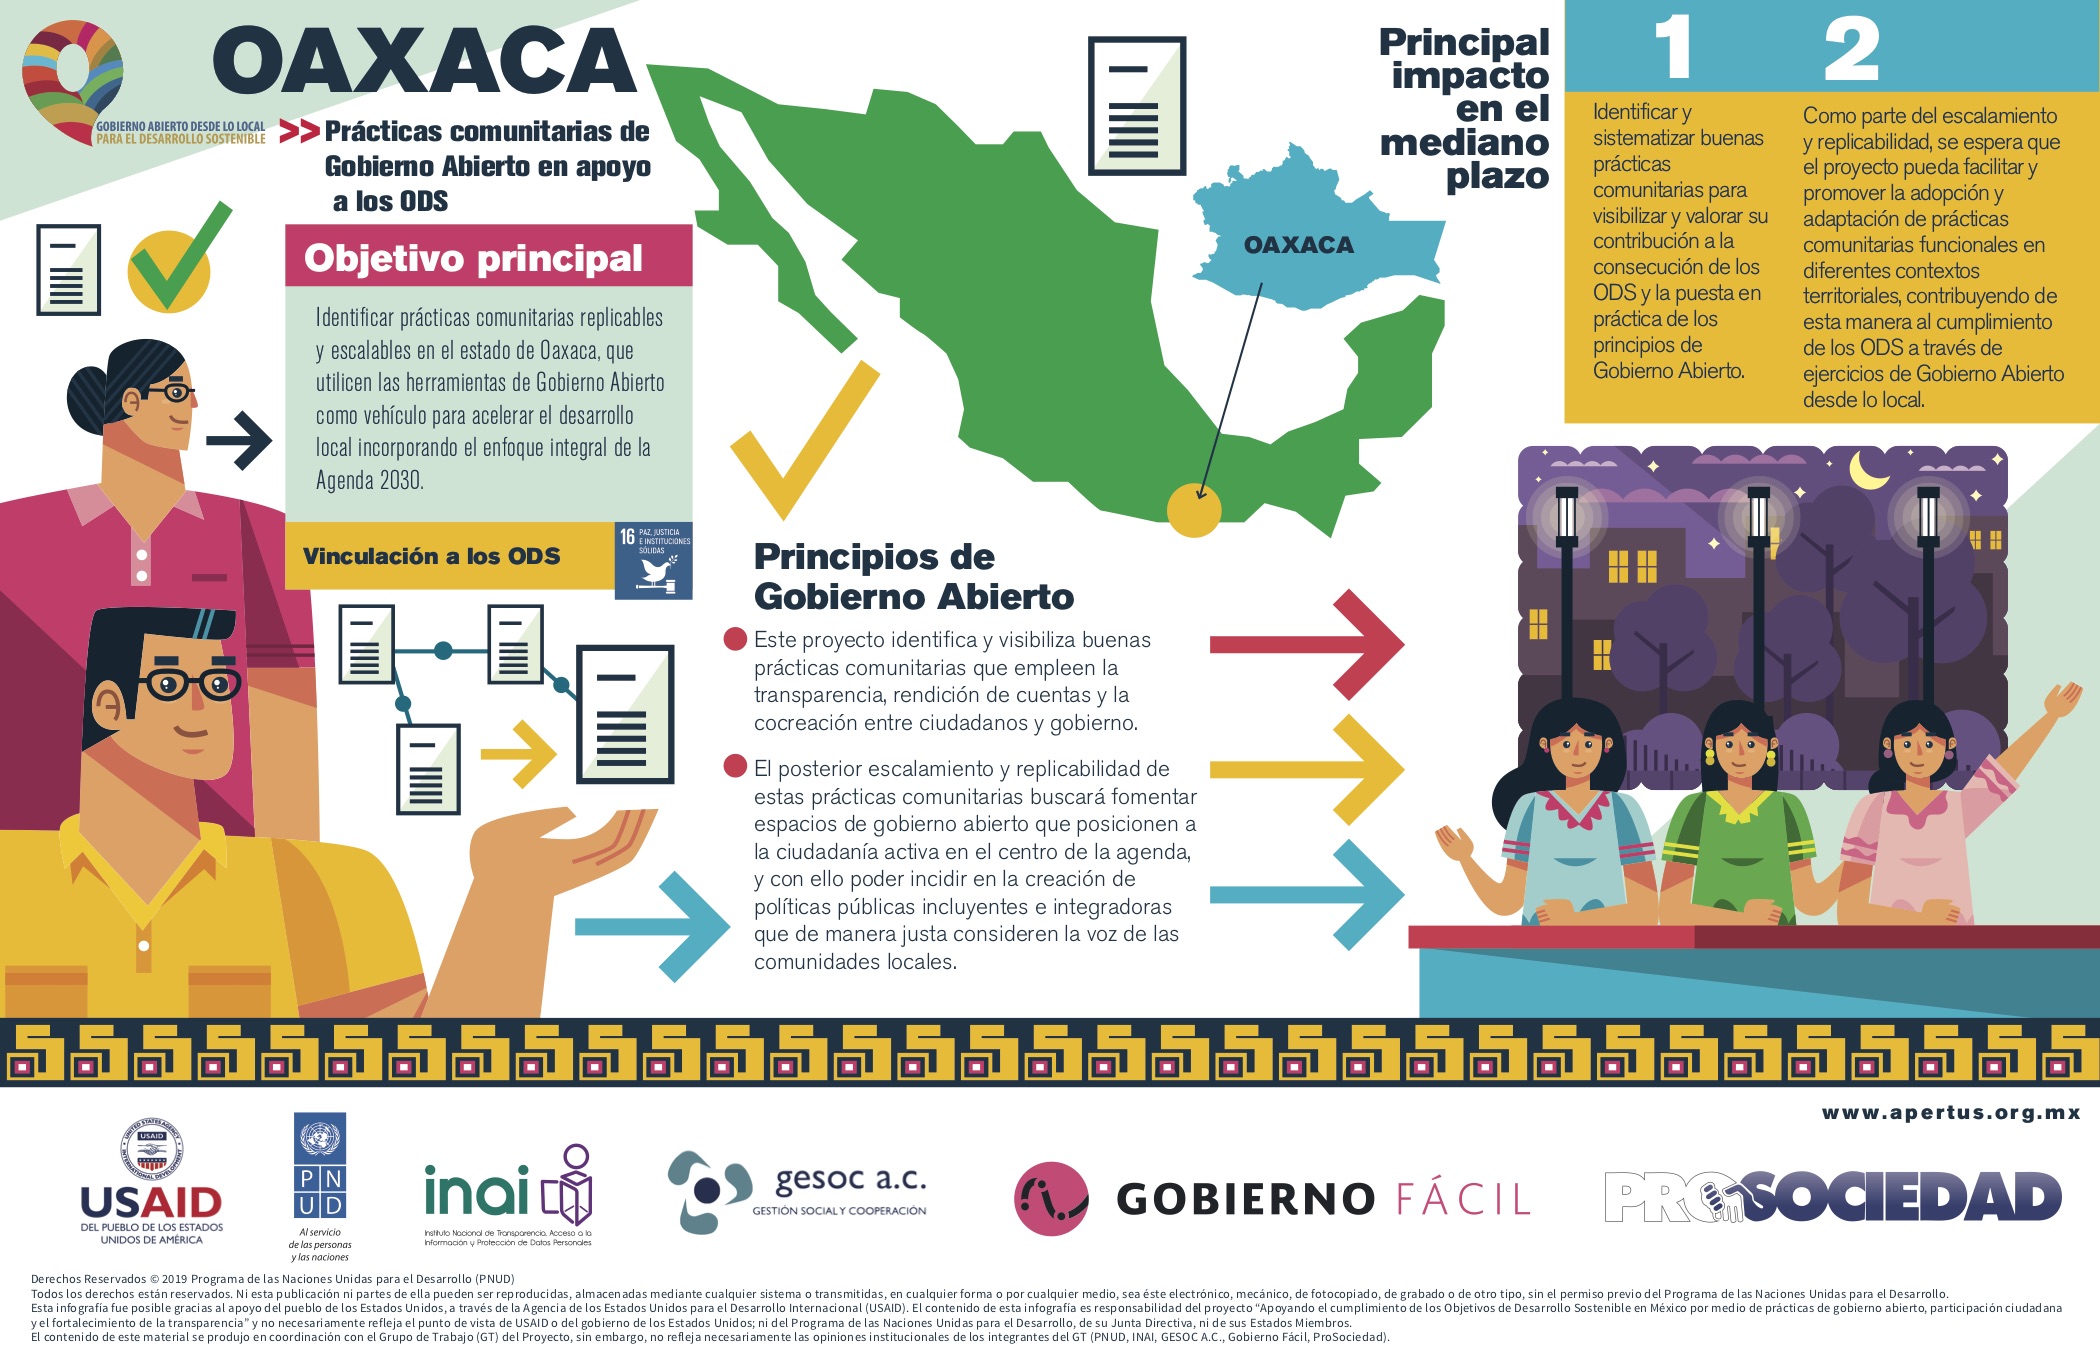 GOBIERNO ABIERTO DESDE LO LOCAL
PARA EL DESARROLLO SOSTENIBLE
OAXACA
>> Prácticas comunitarias de
Gobierno Abierto en apoyo
a los ODS
Objetivo principal
Identificar prácticas comunitarias replicables
y escalables en el estado de Oaxaca, que
utilicen las herramientas de Gobierno Abierto
como vehículo para acelerar el desarrollo
local incorporando el enfoque integral de la
Agenda 2030.
Vinculación a los ODS
16 PAZ, JUSTICIA
E INSTITUCIONES
SÓLIDAS
OAXACA
Principios de
Gobierno Abierto
Este proyecto identifica y visibiliza buenas
prácticas comunitarias que empleen la
transparencia, rendición de cuentas y la
cocreación entre ciudadanos y gobierno.
El posterior escalamiento y replicabilidad de
estas prácticas comunitarias buscará fomentar
espacios de gobierno abierto que posicionen a
la ciudadanía activa en el centro de la agenda,
y con ello poder incidir en la creación de
políticas públicas incluyentes e integradoras
que de manera justa consideren la voz de las
comunidades locales.
Principal
impacto
en el
mediano
plazo
1
Identificar y
sistematizar buenas
prácticas
comunitarias para
visibilizar y valorar su
contribución a la
consecución de los
ODS y la puesta en
práctica de los
principios de
Gobierno Abierto.
2
Como parte del escalamiento
y replicabilidad, se espera que
el proyecto pueda facilitar y
promover la adopción y
adaptación de prácticas
comunitarias funcionales en
diferentes contextos
territoriales, contribuyendo de
esta manera al cumplimiento
de los ODS a través de
ejercicios de Gobierno Abierto
desde lo local.
www.apertus.org.mx
UNITED STATES AGENCY
USAID
INTERNATIONAL DEVELOPMENT
USAID
DEL PUEBLO DE LOS ESTADOS
UNIDOS DE AMÉRICA
P N
U D
Al servicio
de las personas
y las naciones
inai
Instituto Nacional de Transparencia, Acceso a la
Información y Protección de Datos Personales
gesoc a.c.
GESTIÓN SOCIAL Y COOPERACIÓN
GOBIERNO FÁCIL
PROSOCIEDAD
Derechos Reservados © 2019 Programa de las Naciones Unidas para el Desarrollo (PNUD)
Todos los derechos están reservados. Ni esta publicación ni partes de ella pueden ser reproducidas, almacenadas mediante cualquier sistema o transmitidas, en cualquier forma o por cualquier medio, sea éste electrónico, mecánico, de fotocopiado, de grabado o de otro tipo, sin el permiso previo del Programa de las Naciones Unidas para el Desarrollo.
Esta infografía fue posible gracias al apoyo del pueblo de los Estados Unidos, a través de la Agencia de los Estados Unidos para el Desarrollo Internacional (USAID). El contenido de esta infografía es responsabilidad del proyecto “Apoyando el cumplimiento de los Objetivos de Desarrollo Sostenible en México por medio de prácticas de gobierno abierto, participación ciudadana
y el fortalecimiento de la transparencia” y no necesariamente refleja el punto de vista de USAID o del gobierno de los Estados Unidos; ni del Programa de las Naciones Unidas para el Desarrollo, de su Junta Directiva, ni de sus Estados Miembros.
El contenido de este material se produjo en coordinación con el Grupo de Trabajo (GT) del Proyecto, sin embargo, no refleja necesariamente las opiniones institucionales de los integrantes del GT (PNUD, INAI, GESOC A.C., Gobierno Fácil, ProSociedad).